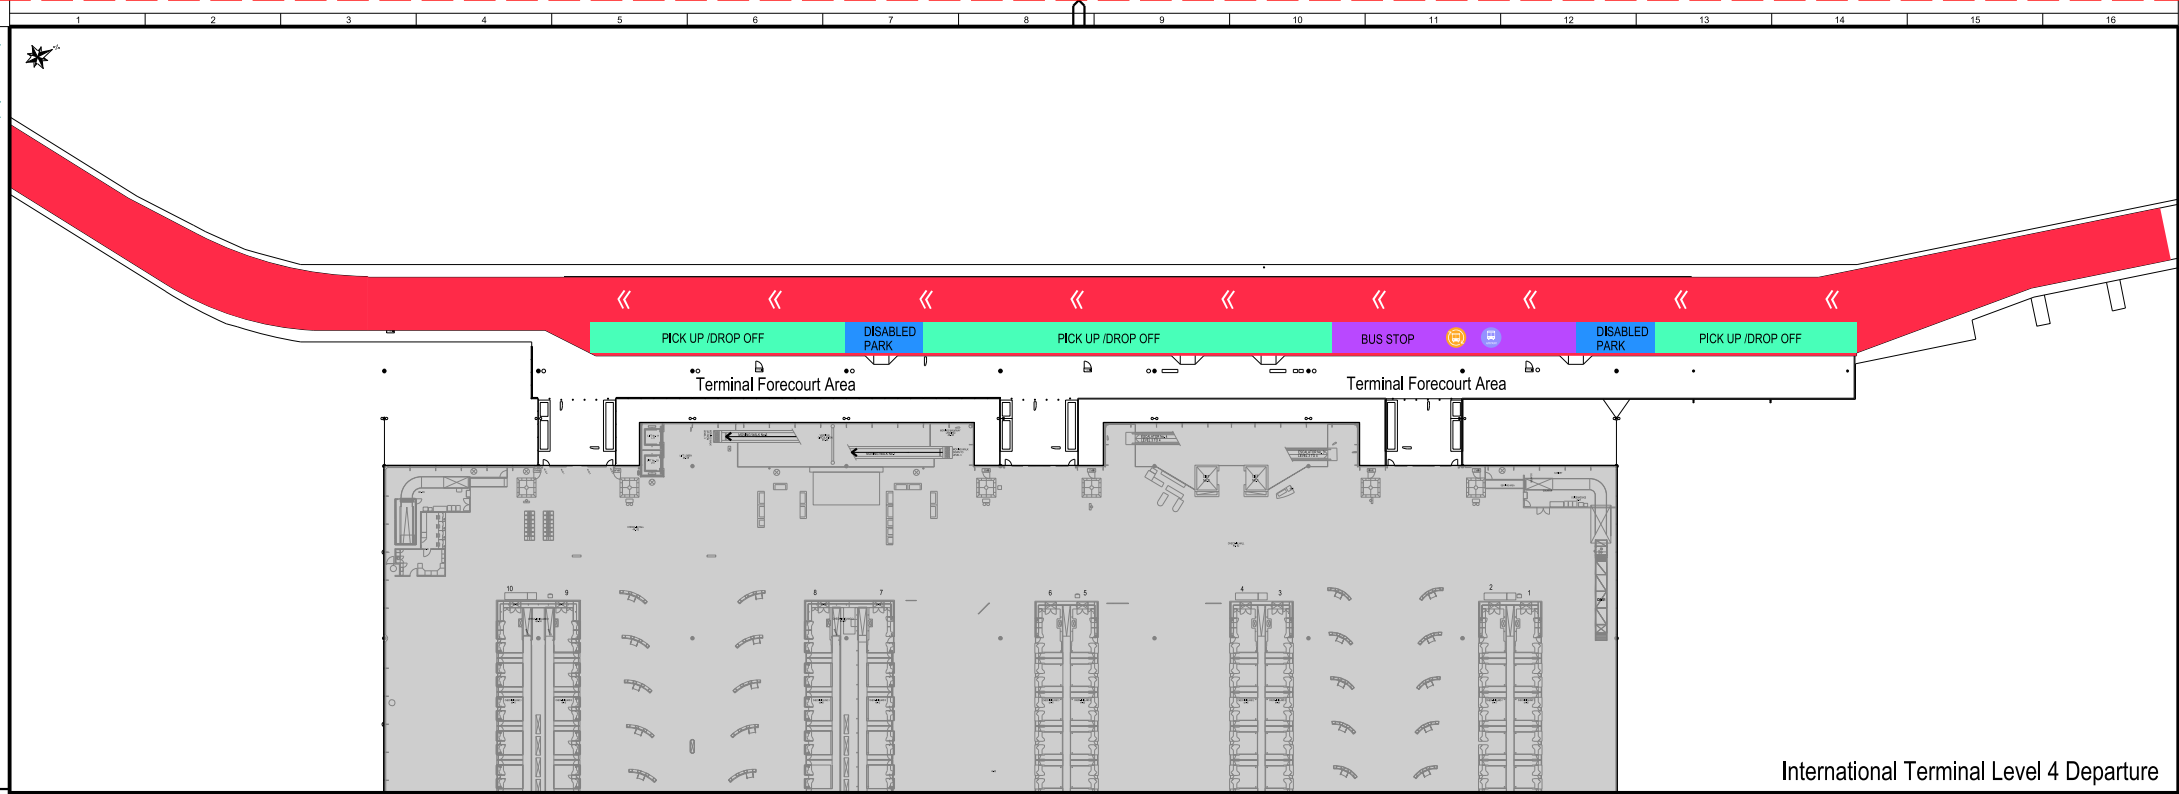 1 2 3 4 5 6 7 8 9 10 11 12 13 14 15 16
PICK UP /DROP OFF
DISABLED
PARK
PICK UP /DROP OFF
BUS STOP
DISABLED
PARK
PICK UP /DROP OFF
Terminal Forecourt Area
Terminal Forecourt Area
10 9 8 7 6 5 4 3 2 1
International Terminal Level 4 Departure